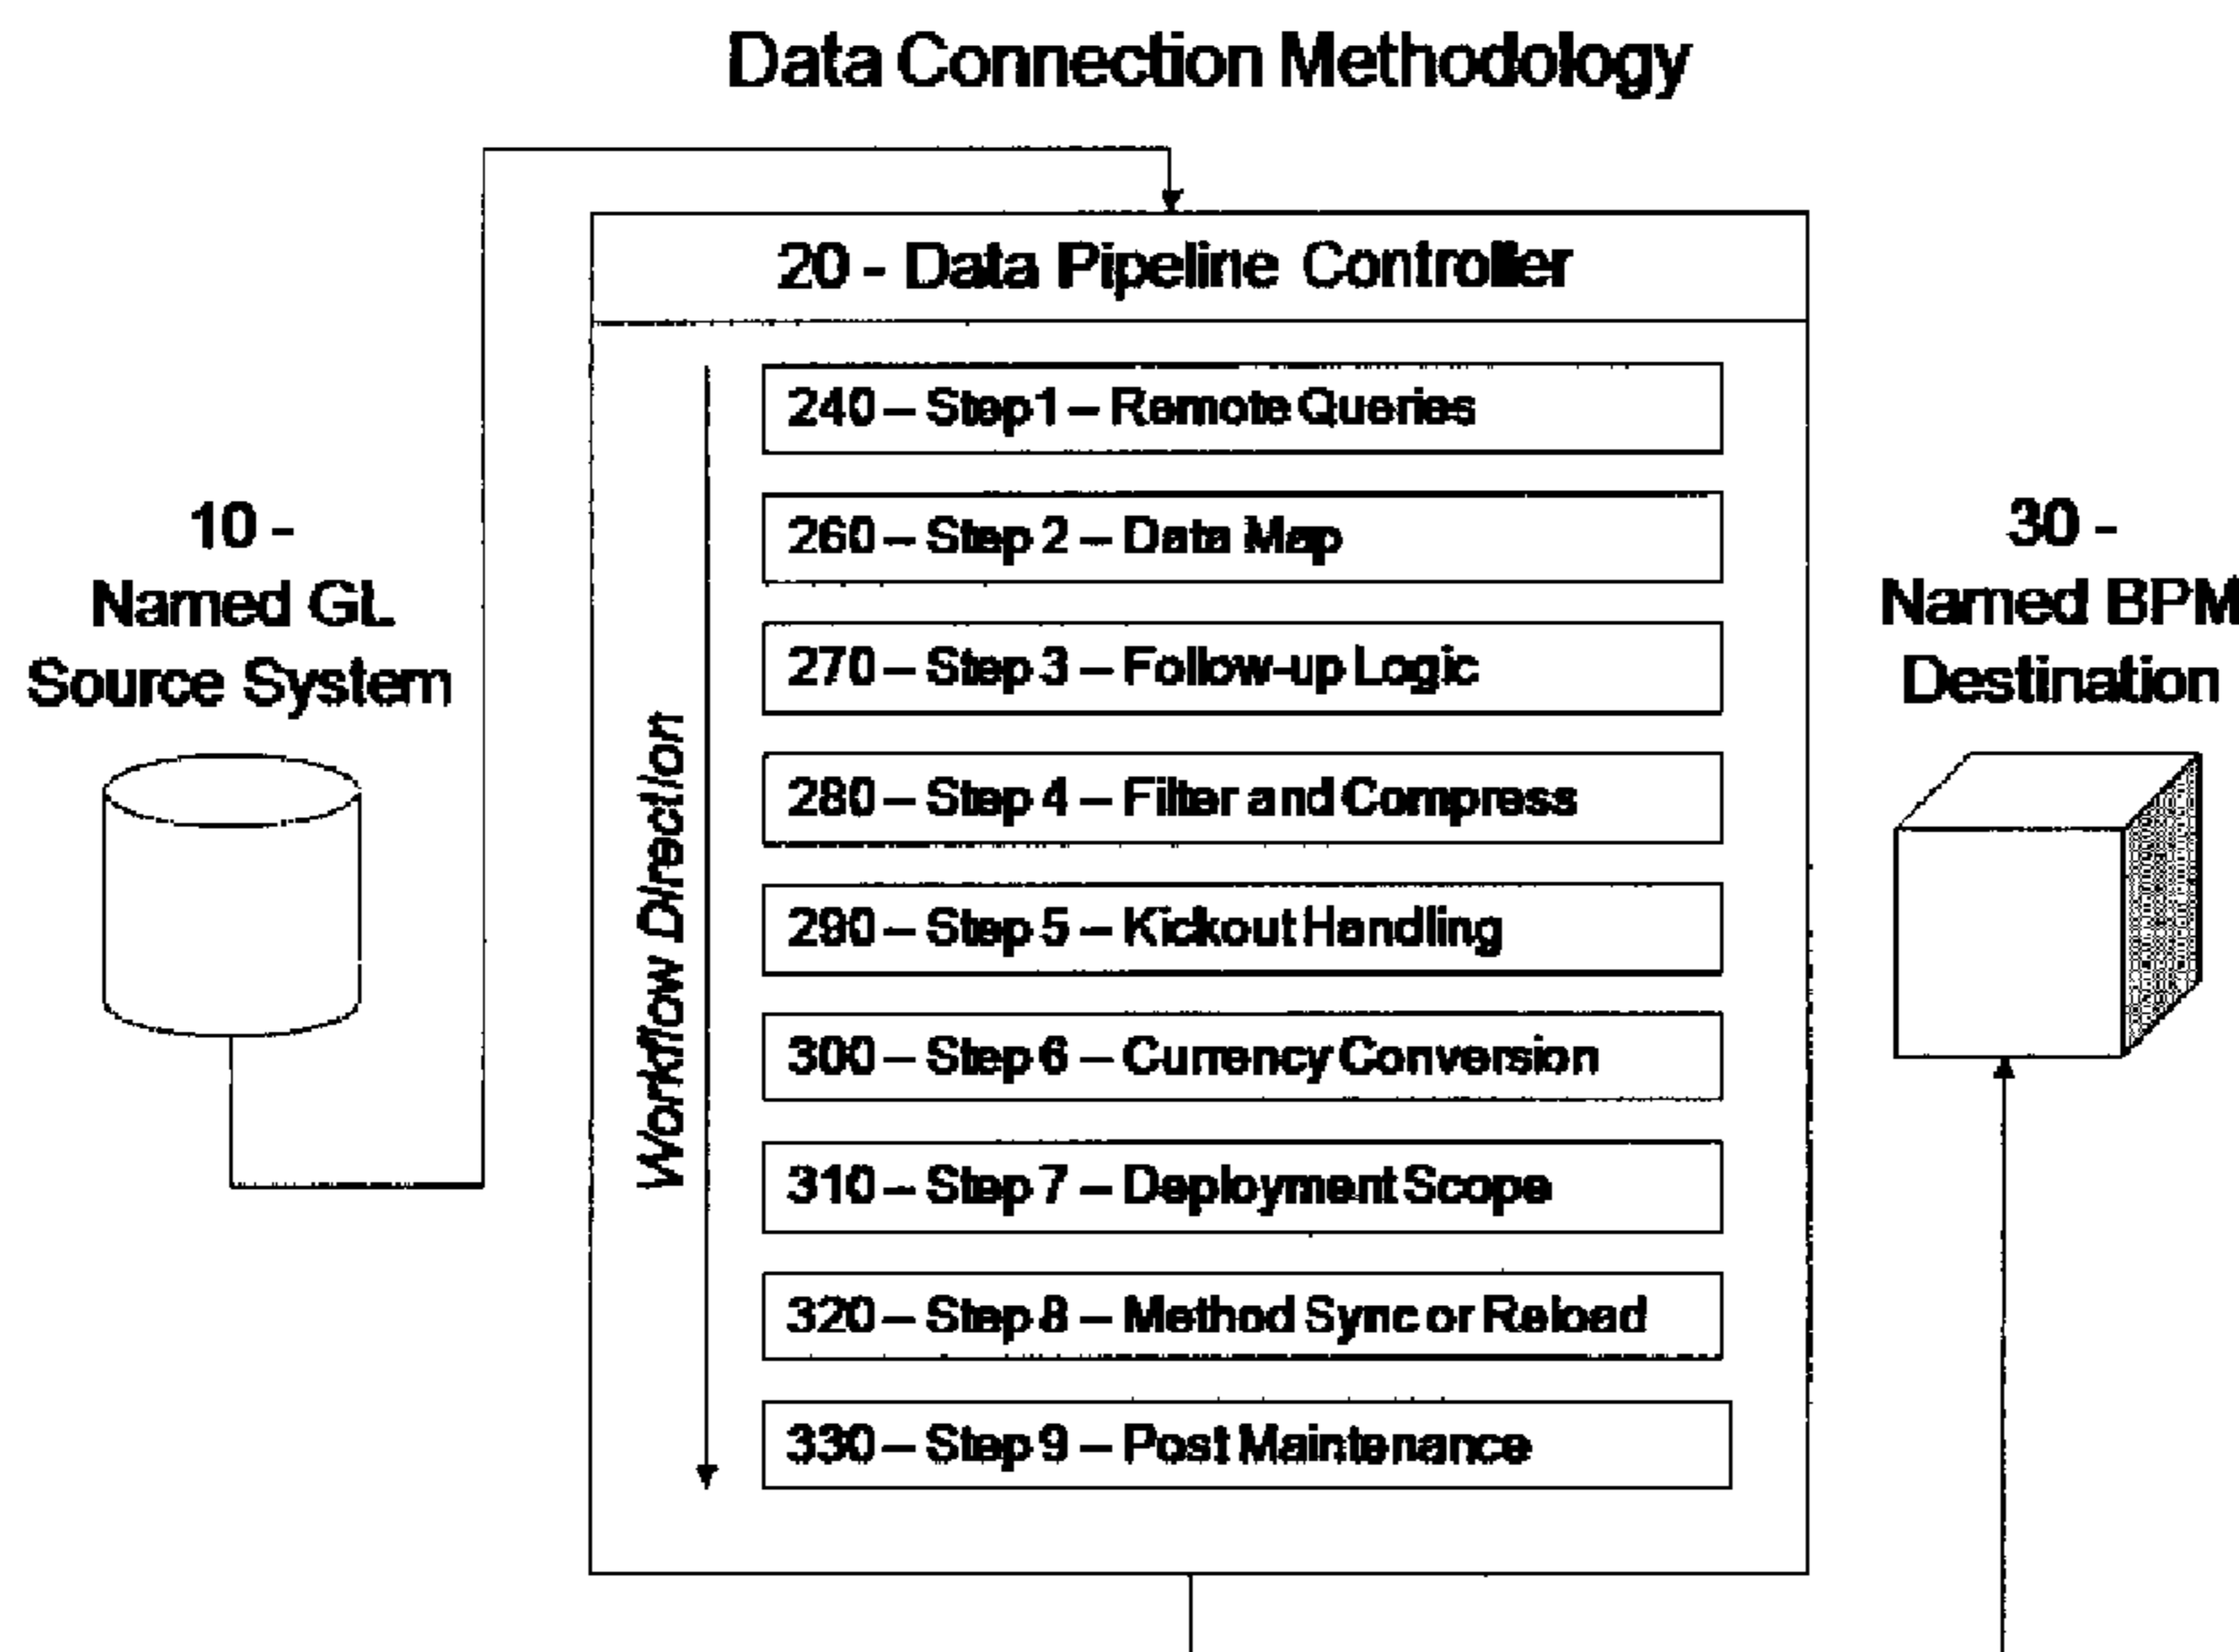 Data Connection Methodology
20 - Data Pipeline Controller
240 – Step 1 – Remote Queries
260 – Step 2 – Data Map
270 – Step 3 – Follow-up Logic
280 – Step 4 – Filter and Compress
290 – Step 5 – Kickout Handling
300 – Step 6 – Currency Conversion
310 – Step 7 – Deployment Scope
320 – Step 8 – Method Sync or Reload
330 – Step 9 – Post Maintenance
Workflow Direction
10 -
Named GL
Source System
30 -
Named BPM
Destination